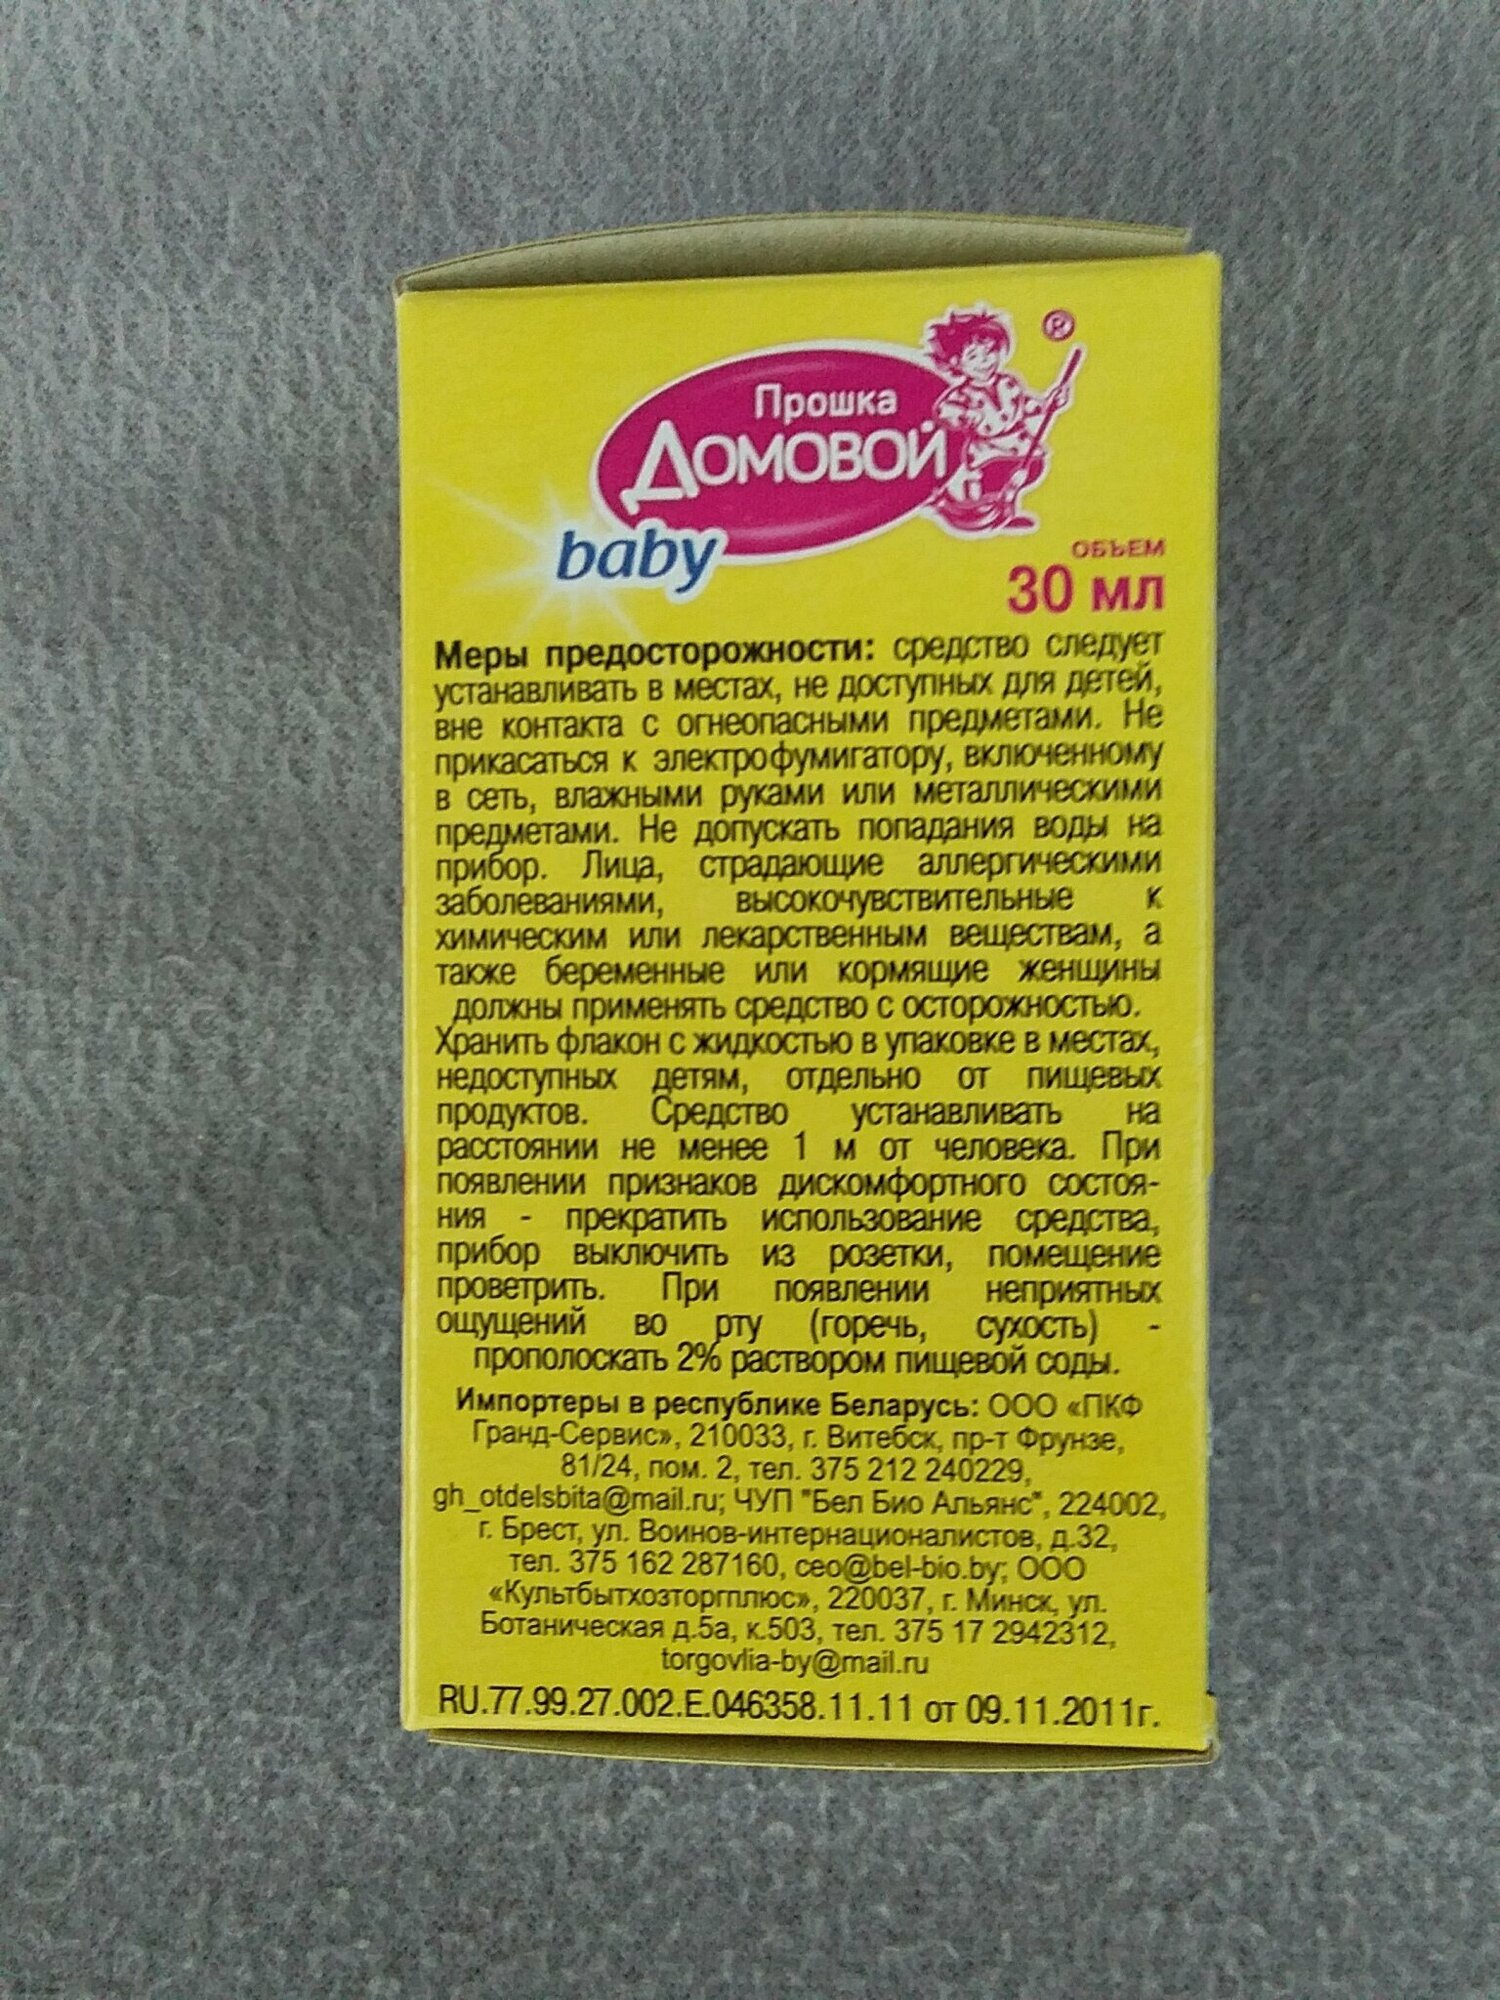 Прошка
ДОМОВОЙ
®
baby
ОБЪЕМ
30 мл
Меры предосторожности: средство следует
устанавливать в местах, не доступных для детей,
вне контакта с огнеопасными предметами. Не
прикасаться к электрофумигатору, включенному
в сеть, влажными руками или металлическими
предметами. Не допускать попадания воды на
прибор. Лица, страдающие аллергическими
заболеваниями, высокочувствительные к
химическим или лекарственным веществам, а
также беременные или кормящие женщины
должны применять средство с осторожностью.
Хранить флакон с жидкостью в упаковке в местах,
недоступных детям, отдельно от пищевых
продуктов. Средство устанавливать на
расстоянии не менее 1 м от человека. При
появлении признаков дискомфортного состоя-
ния - прекратить использование средства,
прибор выключить из розетки, помещение
проветрить. При появлении неприятных
ощущений во рту (горечь, сухость) -
прополоскать 2% раствором пищевой соды.
Импортеры в республике Беларусь: ООО «ПКФ
Гранд-Сервис», 210033, г. Витебск, пр-т Фрунзе,
81/24, пом. 2, тел. 375 212 240229,
gh_otdelsbita@mail.ru; ЧУП "Бел Био Альянс", 224002,
г. Брест, ул. Воинов-интернационалистов, д.32,
тел. 375 162 287160, ceo@bel-bio.by; ООО
«Культбытхозторгплюс», 220037, г. Минск, ул.
Ботаническая д.5а, к.503, тел. 375 17 2942312,
torgovlia-by@mail.ru
RU.77.99.27.002.E.046358.11.11 от 09.11.2011г.